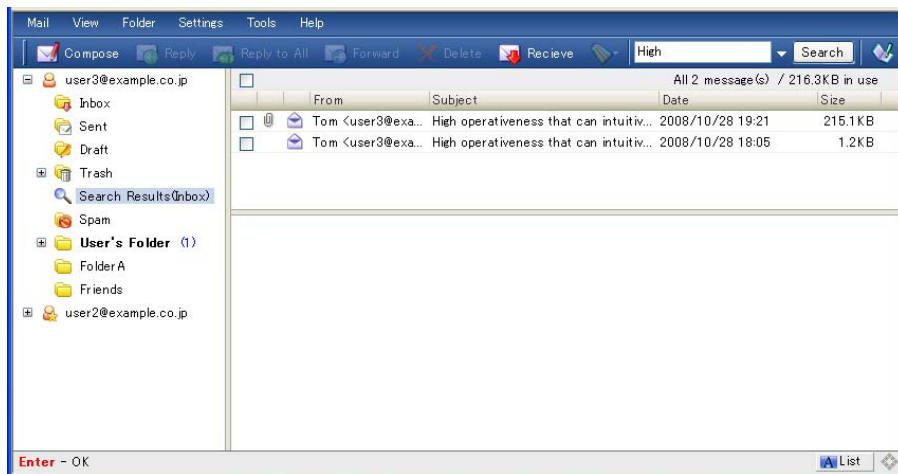 Mail View Folder Settings Tools Help
Compose Reply Reply to All Forward Delete Recieve High Search
user3@example.co.jp
Inbox
Sent
Draft
Trash
Search Results(Inbox)
Spam
User's Folder (1)
FolderA
Friends
user2@example.co.jp
All 2 message(s) / 216.3KB in use
From Subject Date Size
Tom <user3@exa... High operativeness that can intuitiv... 2008/10/28 19:21 215.1KB
Tom <user3@exa... High operativeness that can intuitiv... 2008/10/28 18:05 1.2KB
Enter - OK
A List